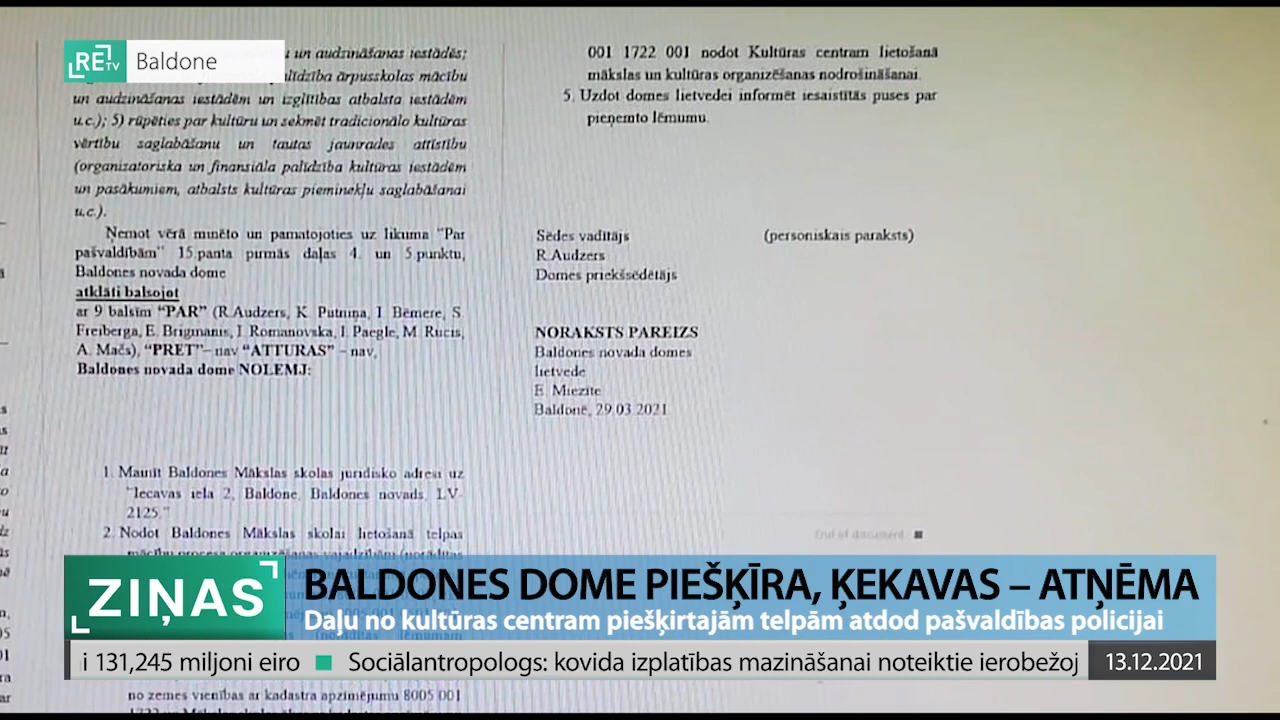 RE TV
Baldone
un audzināšanas iestādēs;
palīdzība ārpusskolas mācību
un audzināšanas iestādēm un izglītības atbalsta iestādēm
u.c.); 5) rūpēties par kultūru un sekmēt tradicionālo kultūras
vērtību saglabāšanu un tautas jaunrades attīstību
(organizatoriska un finansiāla palīdzība kultūras iestādēm
un pasākumiem, atbalsts kultūras pieminekļu saglabāšanai
u.c.).
Ņemot vērā minēto un pamatojoties uz likuma "Par
pašvaldībām" 15.panta pirmās daļas 4. un 5.punktu,
Baldones novada dome
atklāti balsojot
ar 9 balsīm "PAR" (R.Audzers, K. Putniņa, I. Bēmere, S.
Freiberga, E. Brigmanis, J. Romanovska, I. Paegle, M. Rucis,
A. Mačs), "PRET"– nav "ATTURAS" – nav,
Baldones novada dome NOLEMJ:
1. Mainīt Baldones Mākslas skolas juridisko adresi uz
"Iecavas iela 2, Baldone, Baldones novads, LV-
2125."
2. Nodot Baldones Mākslas skolai lietošanā telpas
mācību procesa organizēšanas vajadzībām (norādītas
no zemes vienības ar kadastra apzīmējumu 8005 001
001 1722 001 nodot Kultūras centram lietošanā
mākslas un kultūras organizēšanas nodrošināšanai.
5. Uzdot domes lietvedei informēt iesaistītās puses par
pieņemto lēmumu.
Sēdes vadītājs (personiskais paraksts)
R.Audzers
Domes priekšsēdētājs
NORAKSTS PAREIZS
Baldones novada domes
lietvede
E. Miezīte
Baldonē, 29.03.2021
End of document
ZIŅAS
BALDONES DOME PIEŠĶĪRA, ĶEKAVAS – ATŅĒMA
Daļu no kultūras centram piešķirtajām telpām atdod pašvaldības policijai
i 131,245 miljoni eiro Sociālantropologs: kovida izplatības mazināšanai noteiktie ierobežoj 13.12.2021